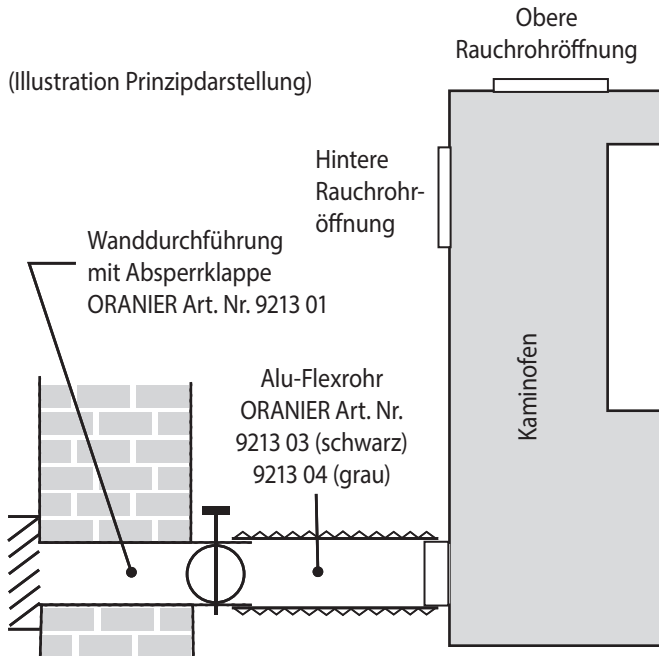 Obere
Rauchrohröffnung
(Illustration Prinzipdarstellung)
Hintere
Rauchrohr-
öffnung
Wanddurchführung
mit Absperrklappe
ORANIER Art. Nr. 9213 01
Alu-Flexrohr
ORANIER Art. Nr.
9213 03 (schwarz)
9213 04 (grau)
Kaminofen